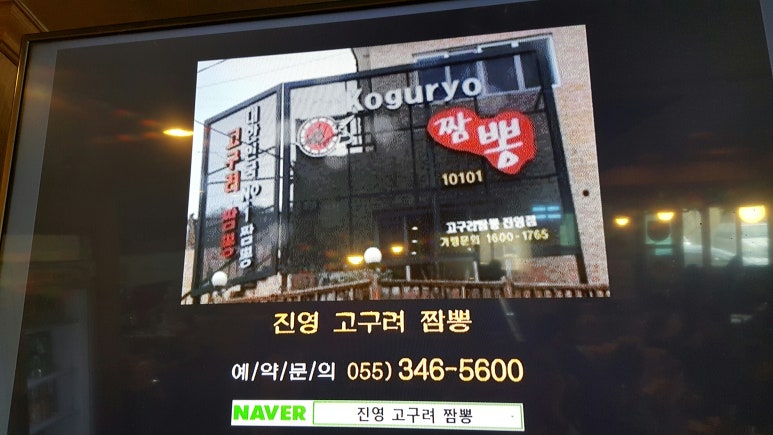 Koguryo
짬뽕
10101
고구려짬뽕 진영점
가맹문의 1600-1765
고구려 짬뽕
진영 고구려 짬뽕
예/약/문/의 055) 346-5600
NAVER 진영 고구려 짬뽕